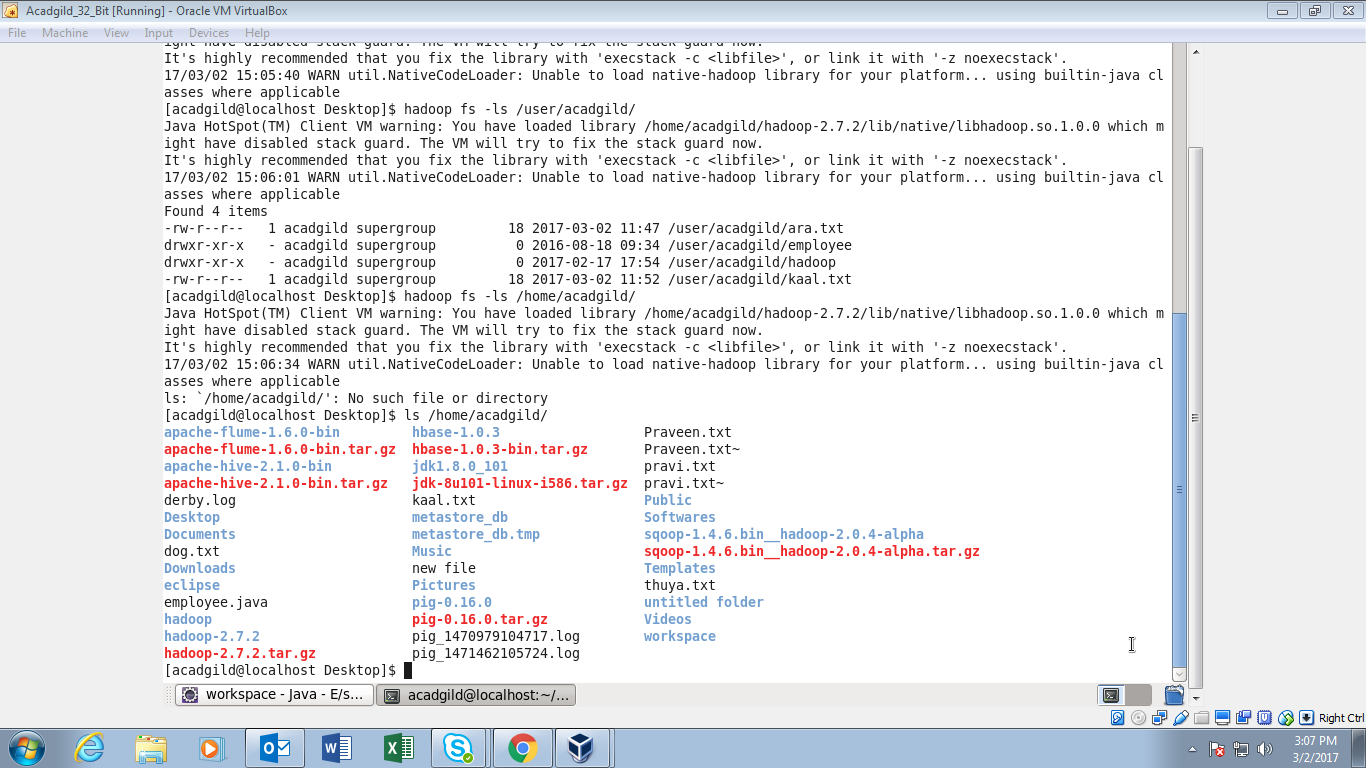 Acadgild_32_Bit [Running] - Oracle VM VirtualBox
File Machine View Input Devices Help
ight have disabled stack guard. The VM will try to fix the stack guard now.
It's highly recommended that you fix the library with 'execstack -c <libfile>', or link it with '-z noexecstack'.
17/03/02 15:05:40 WARN util.NativeCodeLoader: Unable to load native-hadoop library for your platform... using builtin-java cl
asses where applicable
[acadgild@localhost Desktop]$ hadoop fs -ls /user/acadgild/
Java HotSpot(TM) Client VM warning: You have loaded library /home/acadgild/hadoop-2.7.2/lib/native/libhadoop.so.1.0.0 which m
ight have disabled stack guard. The VM will try to fix the stack guard now.
It's highly recommended that you fix the library with 'execstack -c <libfile>', or link it with '-z noexecstack'.
17/03/02 15:06:01 WARN util.NativeCodeLoader: Unable to load native-hadoop library for your platform... using builtin-java cl
asses where applicable
Found 4 items
-rw-r--r--   1 acadgild supergroup         18 2017-03-02 11:47 /user/acadgild/ara.txt
drwxr-xr-x   - acadgild supergroup          0 2016-08-18 09:34 /user/acadgild/employee
drwxr-xr-x   - acadgild supergroup          0 2017-02-17 17:54 /user/acadgild/hadoop
-rw-r--r--   1 acadgild supergroup         18 2017-03-02 11:52 /user/acadgild/kaal.txt
[acadgild@localhost Desktop]$ hadoop fs -ls /home/acadgild/
Java HotSpot(TM) Client VM warning: You have loaded library /home/acadgild/hadoop-2.7.2/lib/native/libhadoop.so.1.0.0 which m
ight have disabled stack guard. The VM will try to fix the stack guard now.
It's highly recommended that you fix the library with 'execstack -c <libfile>', or link it with '-z noexecstack'.
17/03/02 15:06:34 WARN util.NativeCodeLoader: Unable to load native-hadoop library for your platform... using builtin-java cl
asses where applicable
ls: `/home/acadgild/': No such file or directory
[acadgild@localhost Desktop]$ ls /home/acadgild/
apache-flume-1.6.0-bin         hbase-1.0.3                  Praveen.txt
apache-flume-1.6.0-bin.tar.gz  hbase-1.0.3-bin.tar.gz       Praveen.txt~
apache-hive-2.1.0-bin          jdk1.8.0_101                 pravi.txt
apache-hive-2.1.0-bin.tar.gz   jdk-8u101-linux-i586.tar.gz  pravi.txt~
derby.log                      kaal.txt                     Public
Desktop                        metastore_db                 Softwares
Documents                      metastore_db.tmp             sqoop-1.4.6.bin__hadoop-2.0.4-alpha
dog.txt                        Music                        sqoop-1.4.6.bin__hadoop-2.0.4-alpha.tar.gz
Downloads                      new file                     Templates
eclipse                        Pictures                     thuya.txt
employee.java                  pig-0.16.0                   untitled folder
hadoop                         pig-0.16.0.tar.gz            Videos
hadoop-2.7.2                   pig_1470979104717.log        workspace
hadoop-2.7.2.tar.gz            pig_1471462105724.log
[acadgild@localhost Desktop]$
workspace - Java - E/s... acadgild@localhost:~/...
Right Ctrl
3:07 PM
3/2/2017